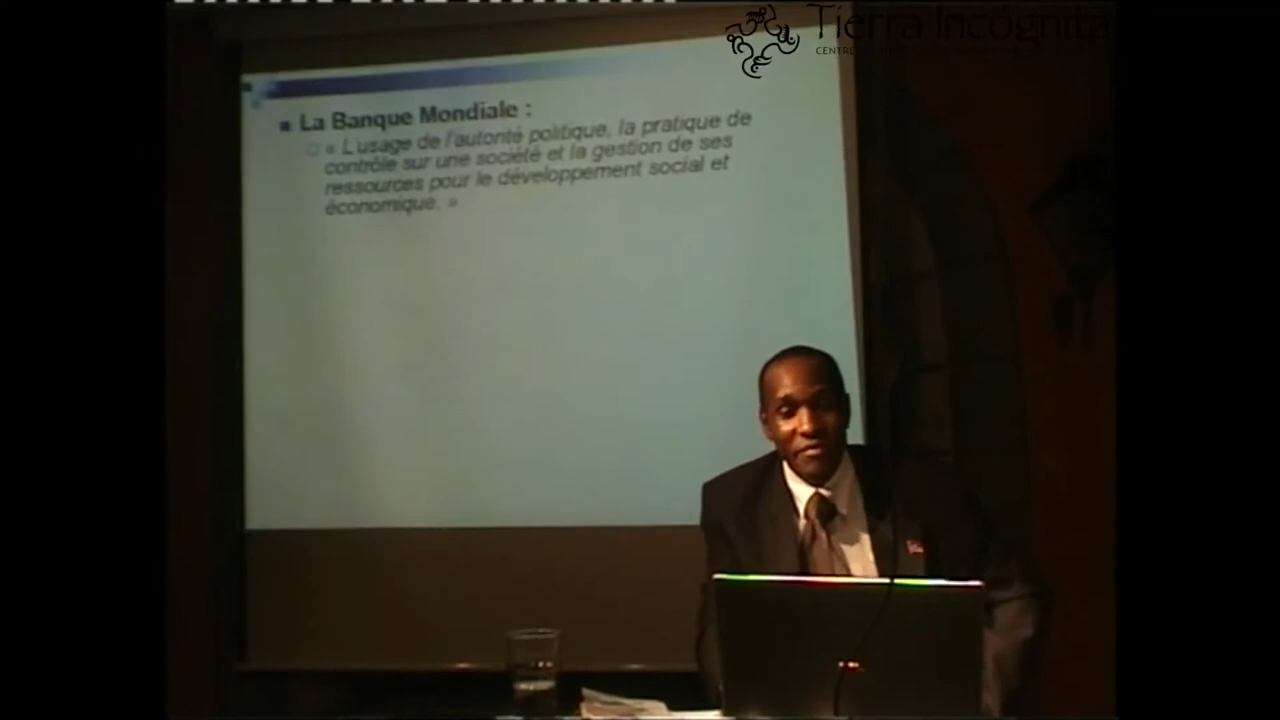 Tierra Incógnita
La Banque Mondiale :
« L'usage de l'autorité politique, la pratique de
contrôle sur une société et la gestion de ses
ressources pour le développement social et
économique. »